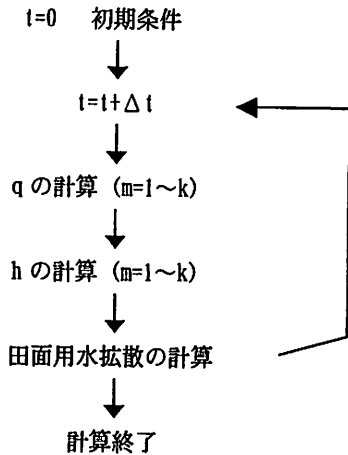 t=0 初期条件
t=t+Δt
q の計算 (m=1～k)
h の計算 (m=1～k)
田面用水拡散の計算
計算終了